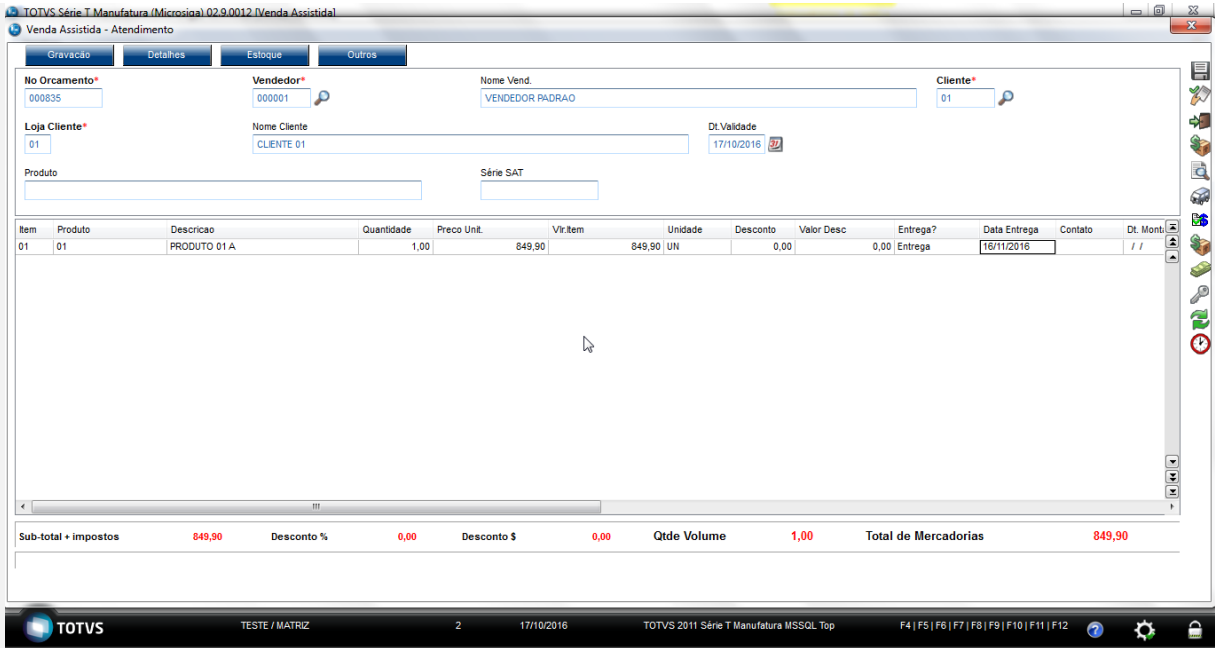 TOTVS Série T Manufatura (Microsiga) 02.9.0012 [Venda Assistida]
Venda Assistida - Atendimento
Gravacão Detalhes Estoque Outros
No Orcamento* Vendedor* Nome Vend. Cliente*
000835 000001 VENDEDOR PADRAO 01
Loja Cliente* Nome Cliente Dt.Validade
01 CLIENTE 01 17/10/2016
Produto Série SAT
Item Produto Descricao Quantidade Preco Unit. Vlr.Item Unidade Desconto Valor Desc Entrega? Data Entrega Contato Dt. Monta
01 01 PRODUTO 01 A 1,00 849,90 849,90 UN 0,00 0,00 Entrega 16/11/2016 / /
Sub-total + impostos 849,90 Desconto % 0,00 Desconto $ 0,00 Qtde Volume 1,00 Total de Mercadorias 849,90
TOTVS TESTE / MATRIZ 2 17/10/2016 TOTVS 2011 Série T Manufatura MSSQL Top F4 | F5 | F6 | F7 | F8 | F9 | F10 | F11 | F12